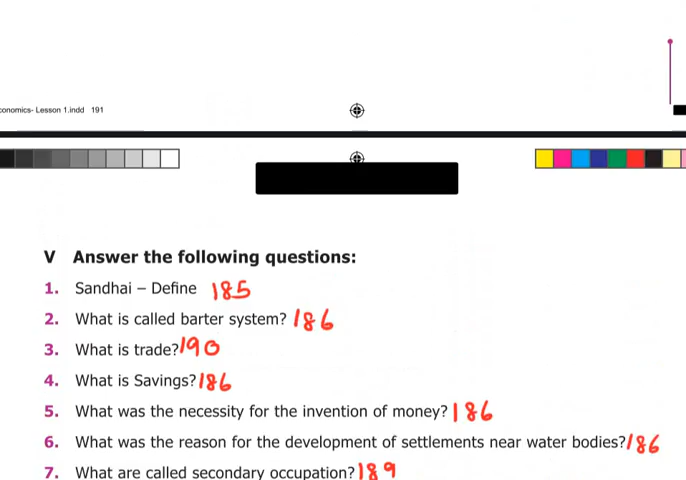 conomics- Lesson 1.indd 191
V Answer the following questions:
1. Sandhai – Define 185
2. What is called barter system? 186
3. What is trade? 190
4. What is Savings? 186
5. What was the necessity for the invention of money? 186
6. What was the reason for the development of settlements near water bodies? 186
7. What are called secondary occupation? 189